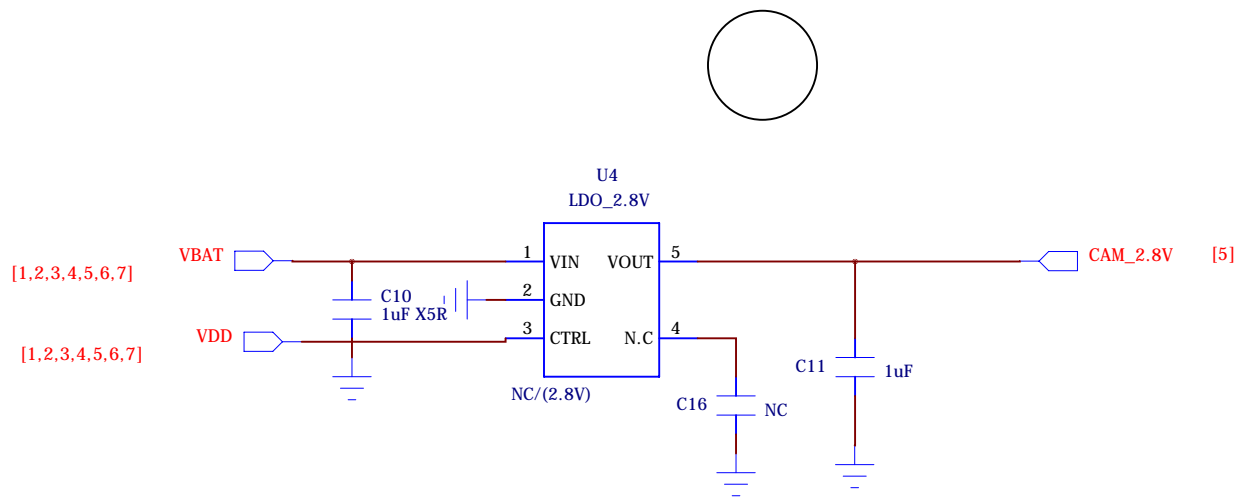 U4
LDO_2.8V
VBAT
[1,2,3,4,5,6,7]
1
VIN
VOUT
5
CAM_2.8V
[5]
C10
1uF X5R
2
GND
VDD
[1,2,3,4,5,6,7]
3
CTRL
N.C
4
NC/(2.8V)
C16
NC
C11
1uF